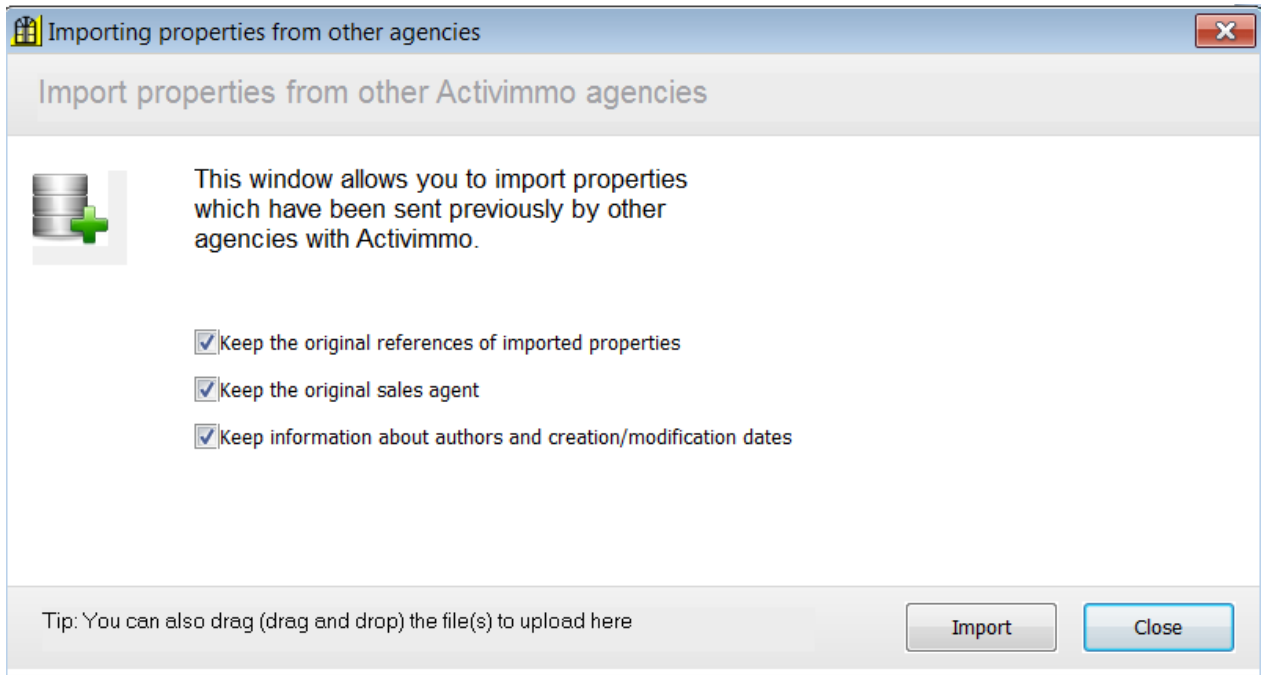 Importing properties from other agencies
Import properties from other Activimmo agencies
This window allows you to import properties
which have been sent previously by other
agencies with Activimmo.
Keep the original references of imported properties
Keep the original sales agent
Keep information about authors and creation/modification dates
Tip: You can also drag (drag and drop) the file(s) to upload here
Import
Close